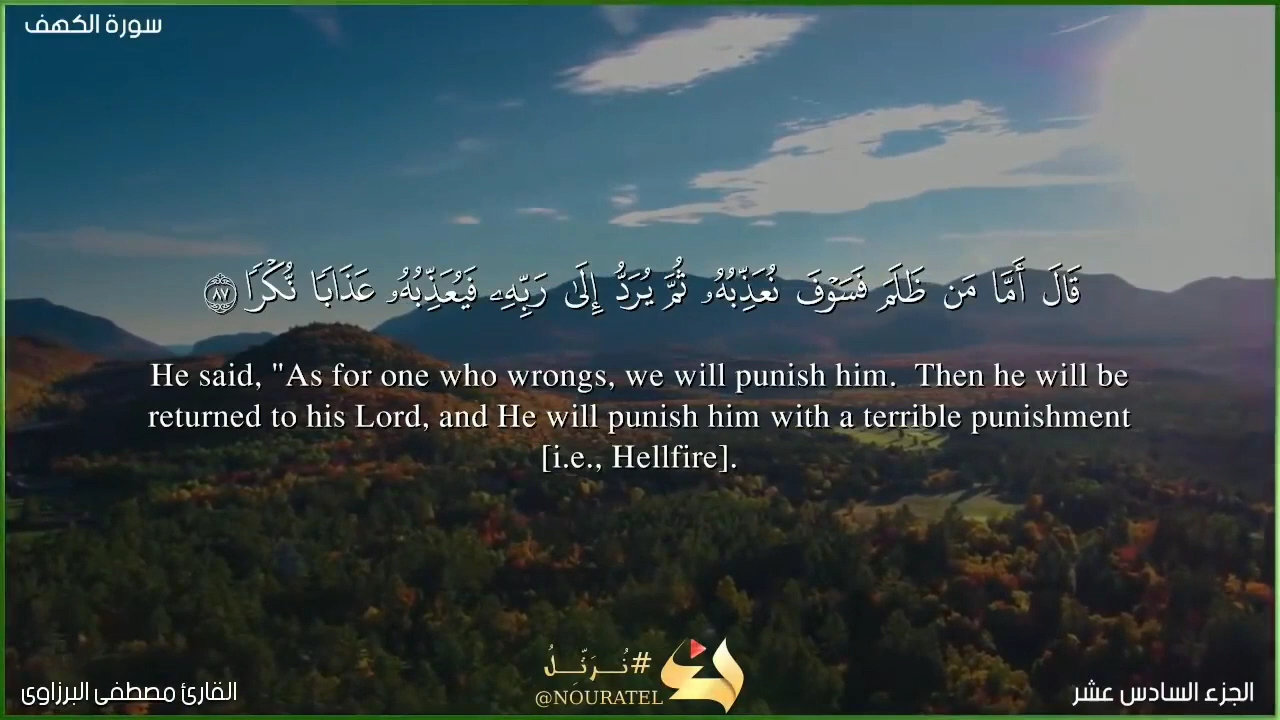 سورة الكهف
قَالَ أَمَّا مَن ظَلَمَ فَسَوْفَ نُعَذِّبُهُۥ ثُمَّ يُرَدُّ إِلَىٰ رَبِّهِۦ فَيُعَذِّبُهُۥ عَذَابًا نُّكْرًا ٨٧
He said, "As for one who wrongs, we will punish him. Then he will be
returned to his Lord, and He will punish him with a terrible punishment
[i.e., Hellfire].
#نُرَتِّلُ
@NOURATEL
القارئ مصطفى البرزاوى
الجزء السادس عشر